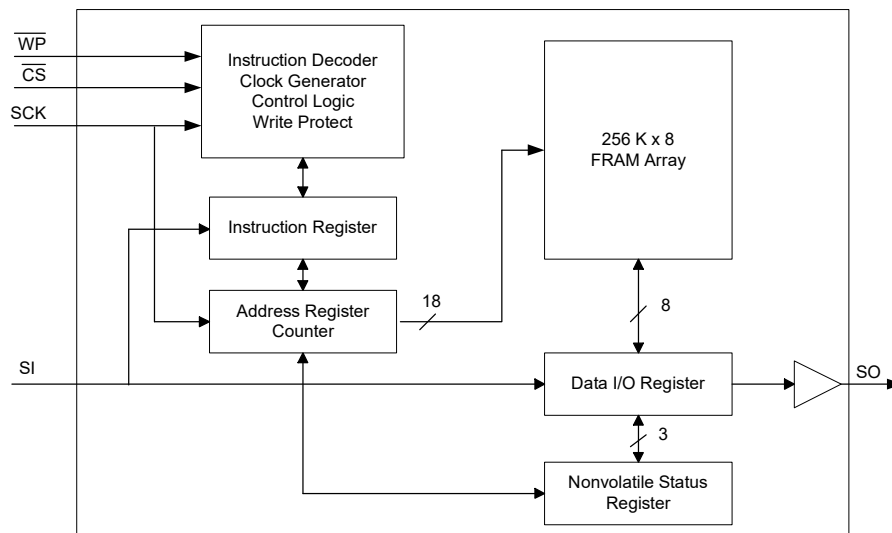 WP
CS
SCK
Instruction Decoder
Clock Generator
Control Logic
Write Protect
256 K x 8
FRAM Array
Instruction Register
Address Register
Counter
18
8
SI
Data I/O Register
SO
3
Nonvolatile Status
Register